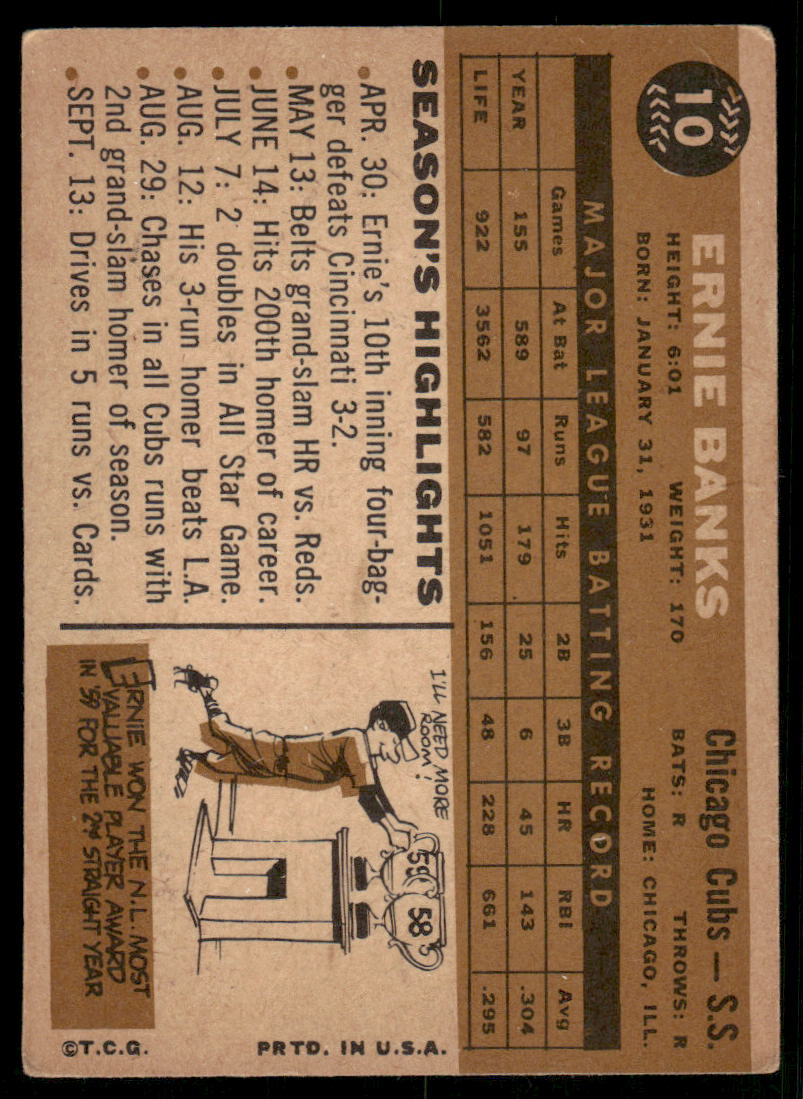 10
ERNIE BANKS
Chicago Cubs — S.S.
HEIGHT: 6:01 WEIGHT: 170 BATS: R THROWS: R
BORN: JANUARY 31, 1931 HOME: CHICAGO, ILL.
MAJOR LEAGUE BATTING RECORD
Games At Bat Runs Hits 2B 3B HR RBI Avg
YEAR 155 589 97 179 25 6 45 143 .304
LIFE 922 3562 582 1051 156 48 228 661 .295
SEASON'S HIGHLIGHTS
• APR. 30: Ernie's 10th inning four-bag-
ger defeats Cincinnati 3-2.
• MAY 13: Belts grand-slam HR vs. Reds.
• JUNE 14: Hits 200th homer of career.
• JULY 7: 2 doubles in All Star Game.
• AUG. 12: His 3-run homer beats L.A.
• AUG. 29: Chases in all Cubs runs with
2nd grand-slam homer of season.
• SEPT. 13: Drives in 5 runs vs. Cards.
I'LL NEED MORE
ROOM!
59 58
ERNIE WON THE N.L. MOST
VALUABLE PLAYER AWARD
IN '59 FOR THE 2nd STRAIGHT YEAR
©T.C.G. PRTD. IN U.S.A.